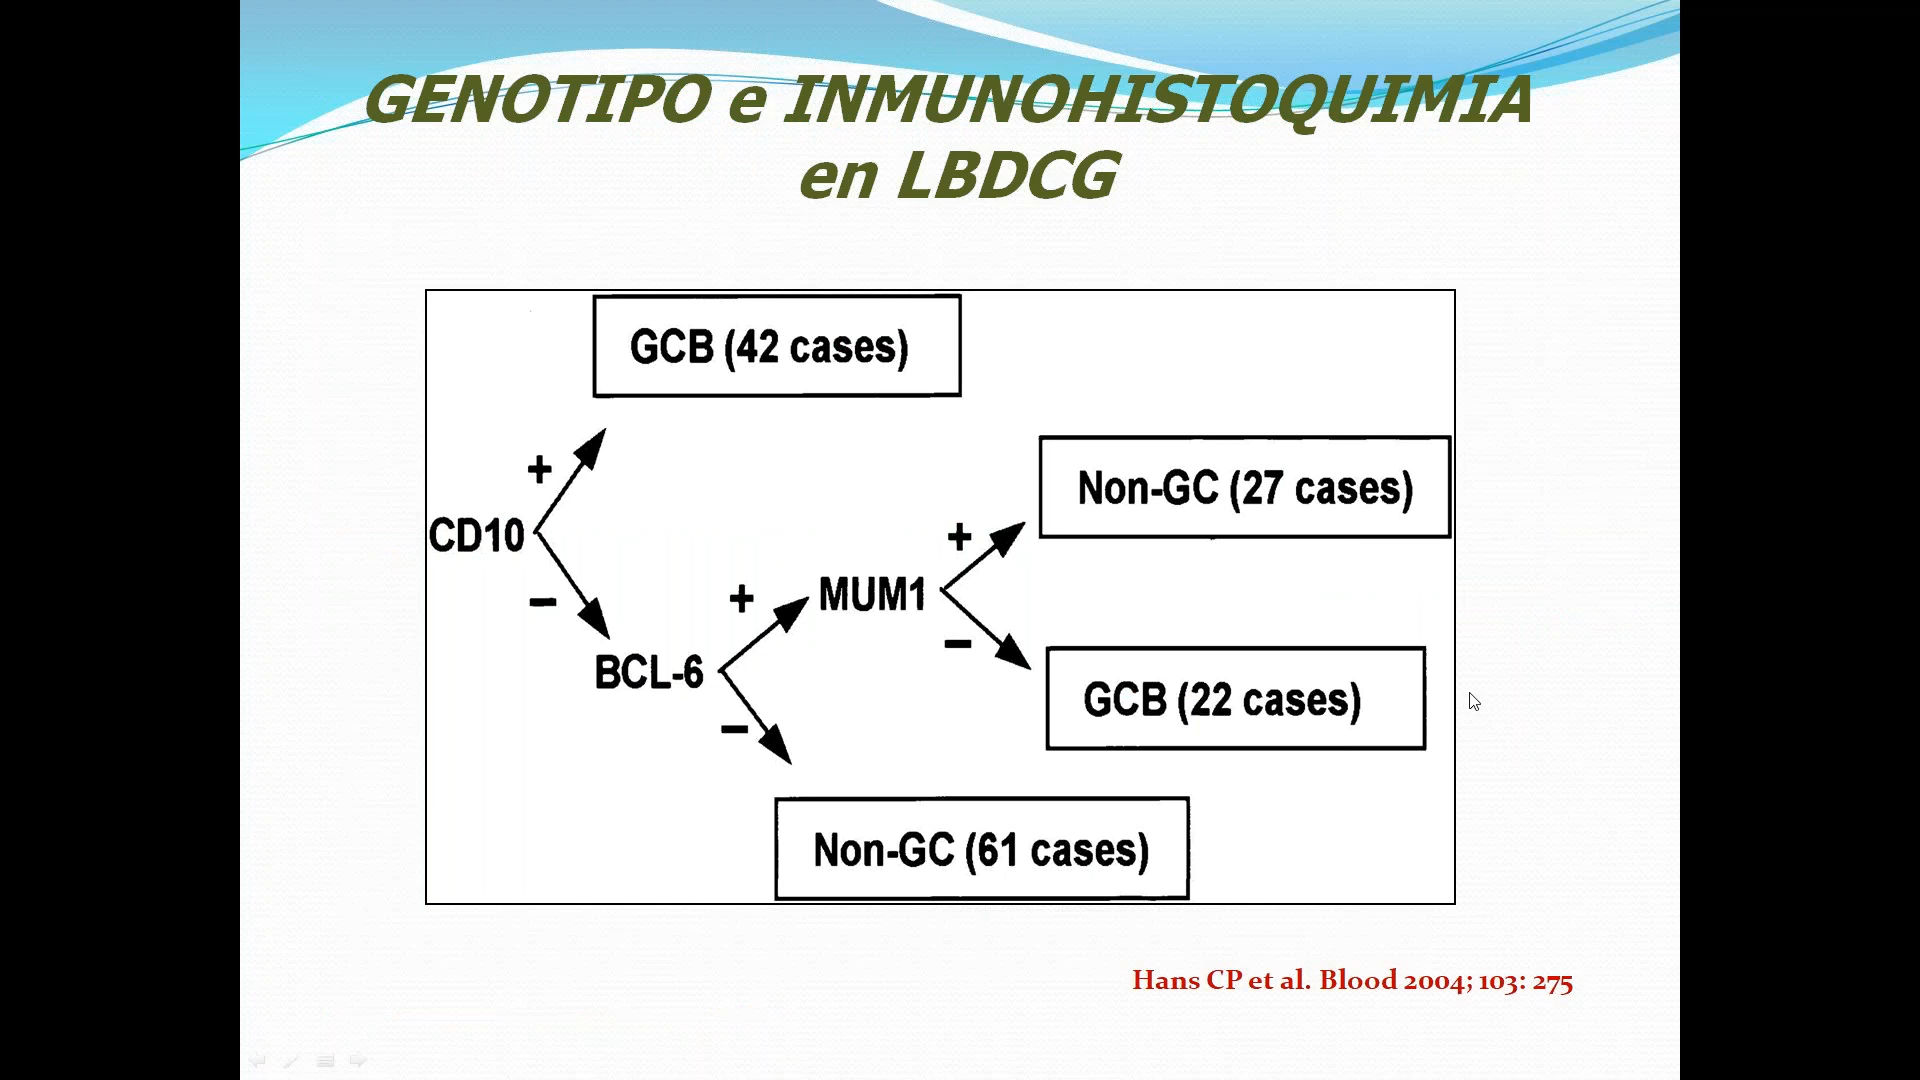 GENOTIPO e INMUNOHISTOQUIMIA
en LBDCG
GCB (42 cases)
+
Non-GC (27 cases)
CD10
+
−
+
MUM1
−
BCL-6
GCB (22 cases)
−
Non-GC (61 cases)
Hans CP et al. Blood 2004; 103: 275